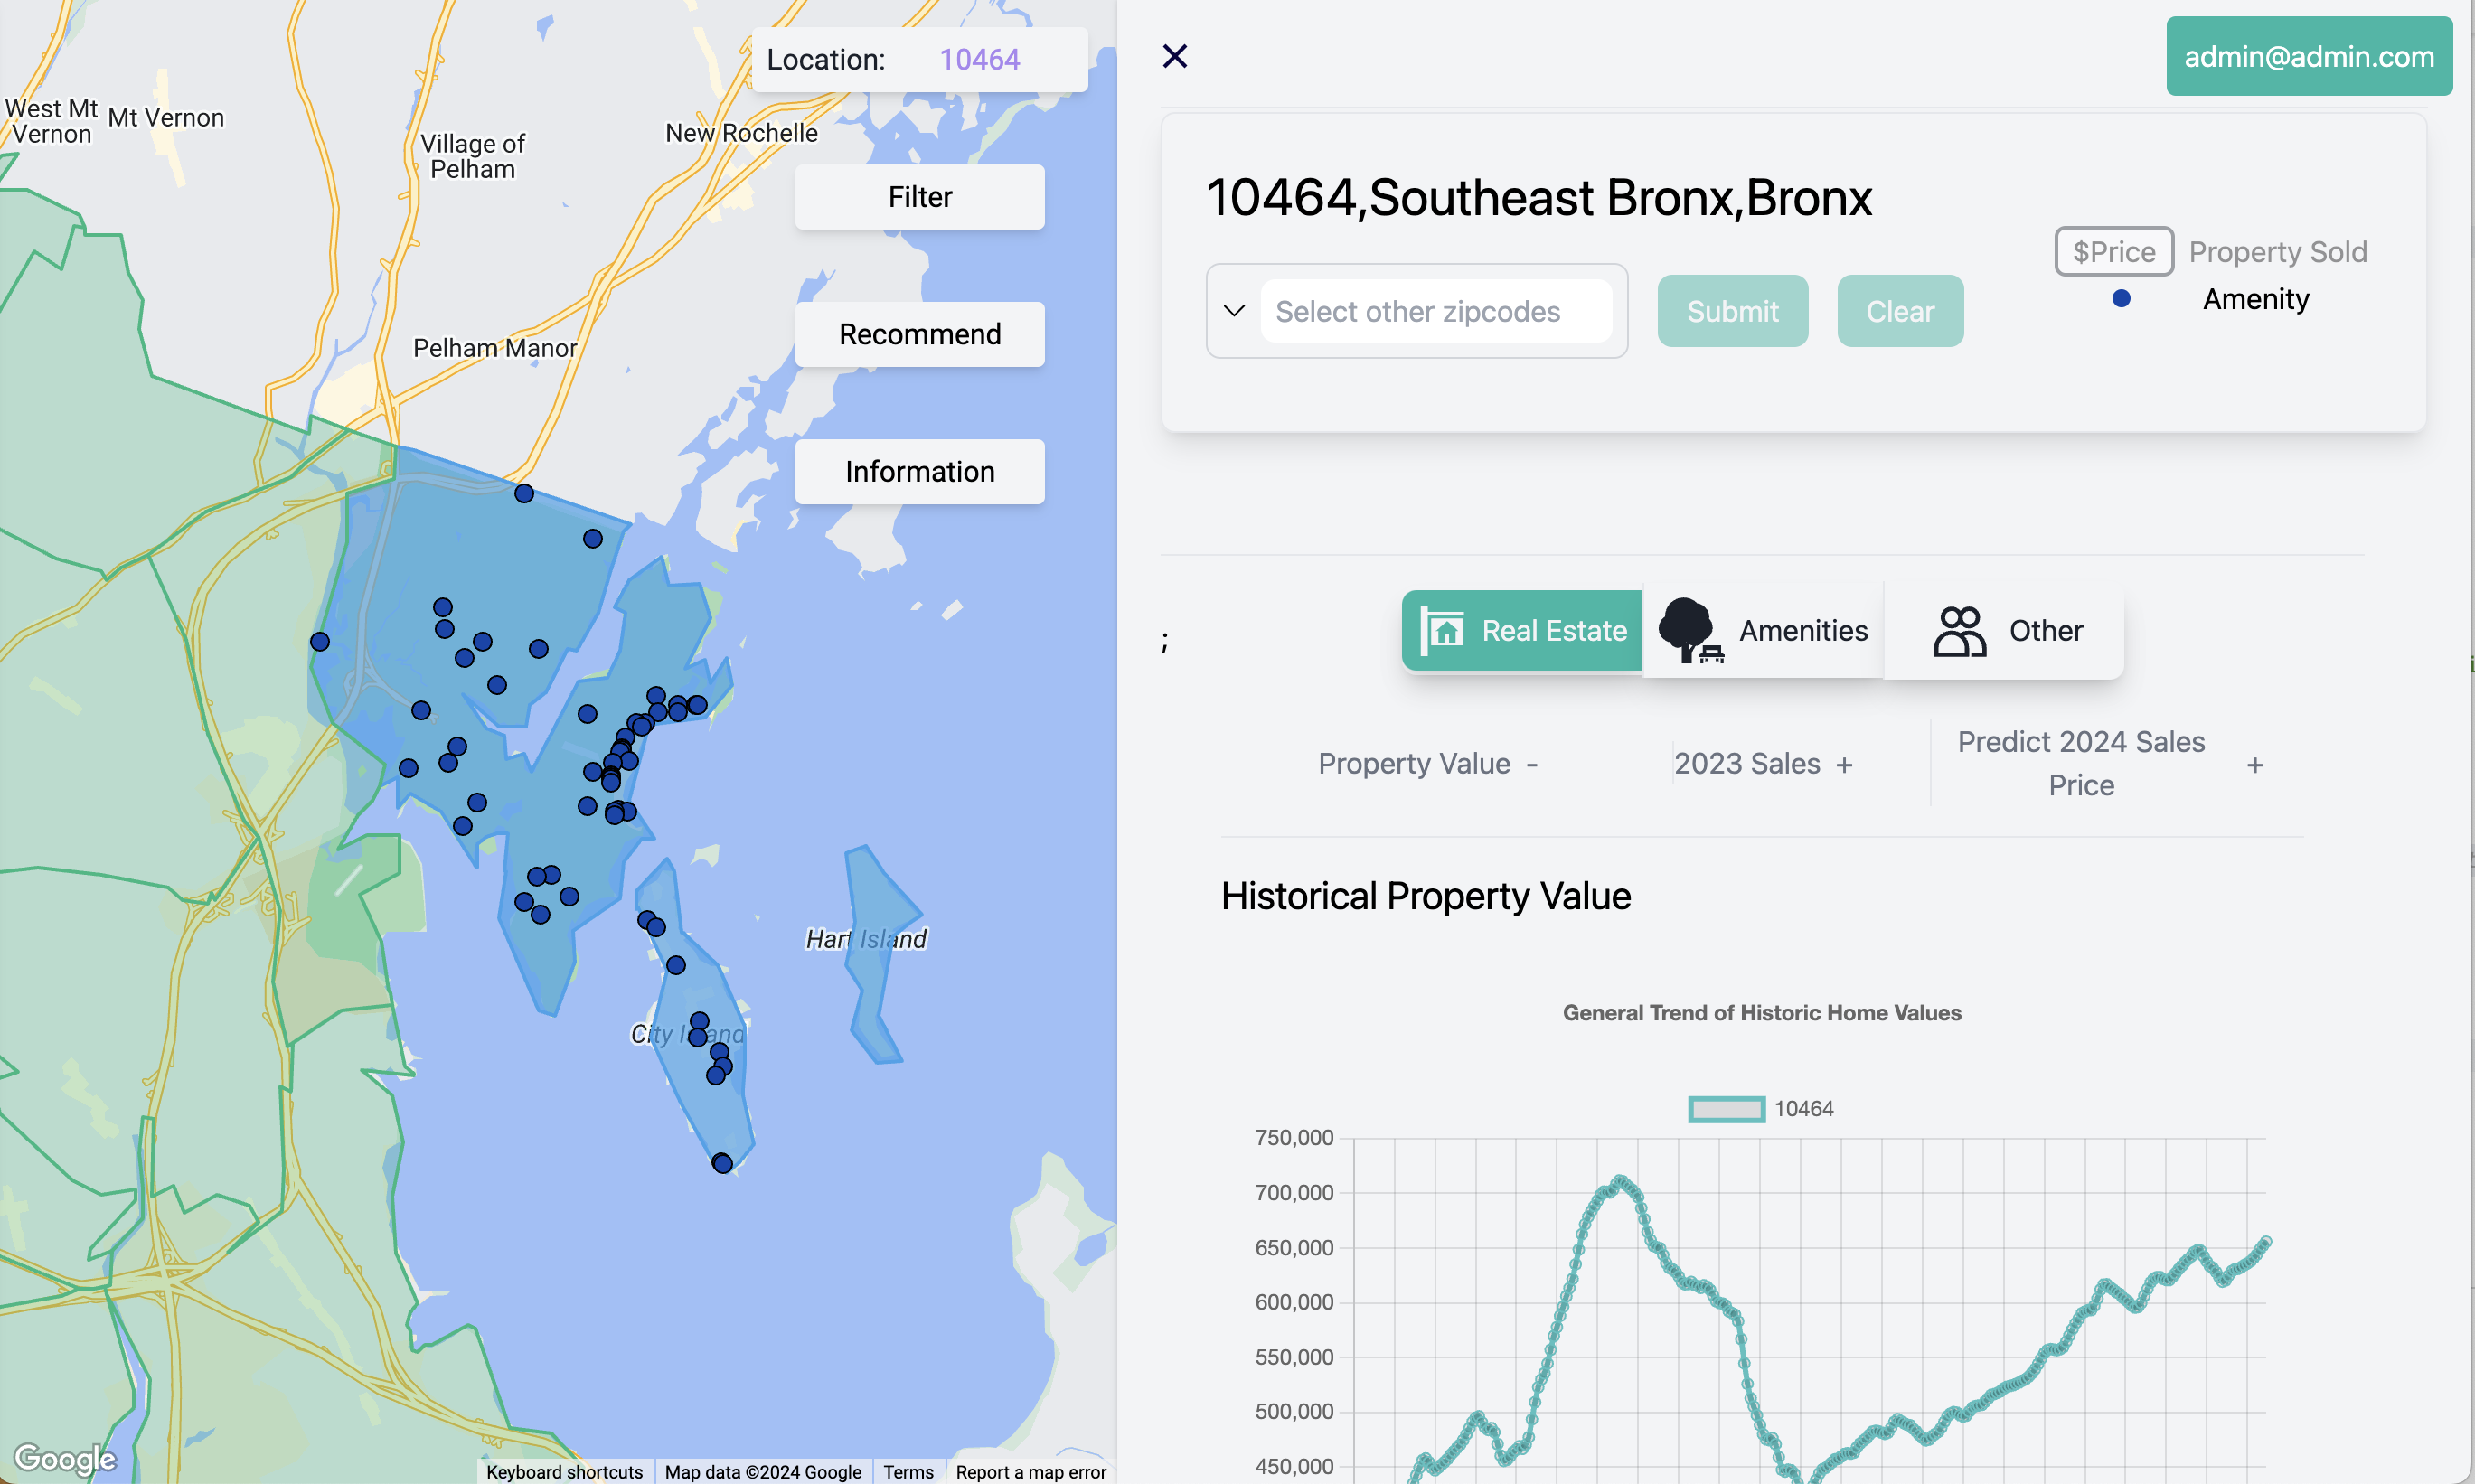 Location: 10464
West Mt
Vernon
Mt Vernon
Village of
Pelham
New Rochelle
Filter
Recommend
Pelham Manor
Information
Hart Island
City Island
Google
Keyboard shortcuts
Map data ©2024 Google
Terms
Report a map error
admin@admin.com
10464,Southeast Bronx,Bronx
Select other zipcodes
Submit
Clear
$Price Property Sold
Amenity
;
Real Estate
Amenities
Other
Property Value -
2023 Sales +
Predict 2024 Sales
Price
+
Historical Property Value
General Trend of Historic Home Values
10464
750,000
700,000
650,000
600,000
550,000
500,000
450,000